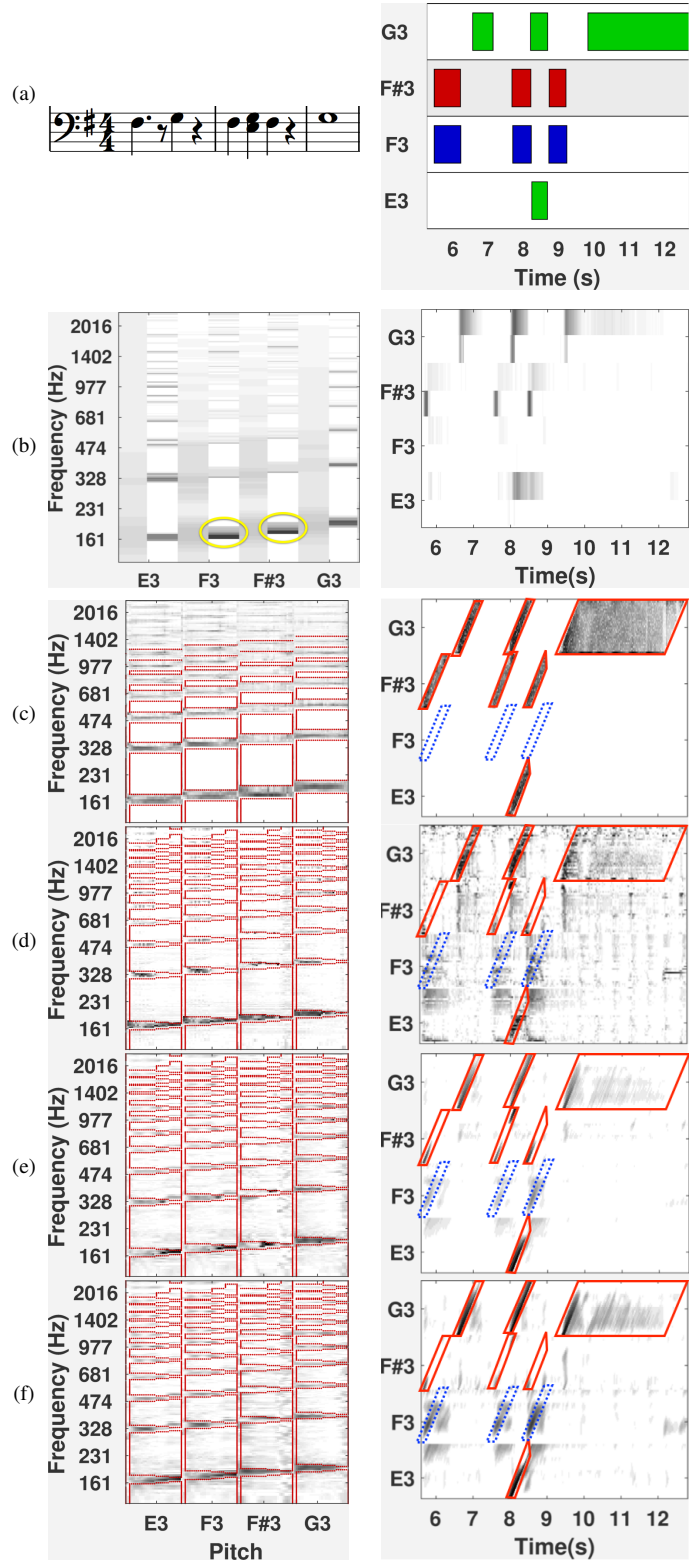 (a)
4
4
G3
F#3
F3
E3
6 7 8 9 10 11 12
Time (s)
(b)
Frequency (Hz)
2016
1402
977
681
474
328
231
161
E3 F3 F#3 G3
G3
F#3
F3
E3
6 7 8 9 10 11 12
Time(s)
(c)
Frequency (Hz)
2016
1402
977
681
474
328
231
161
G3
F#3
F3
E3
(d)
Frequency (Hz)
2016
1402
977
681
474
328
231
161
G3
F#3
F3
E3
(e)
Frequency (Hz)
2016
1402
977
681
474
328
231
161
G3
F#3
F3
E3
(f)
Frequency (Hz)
2016
1402
977
681
474
328
231
161
E3 F3 F#3 G3
Pitch
G3
F#3
F3
E3
6 7 8 9 10 11 12
Time(s)